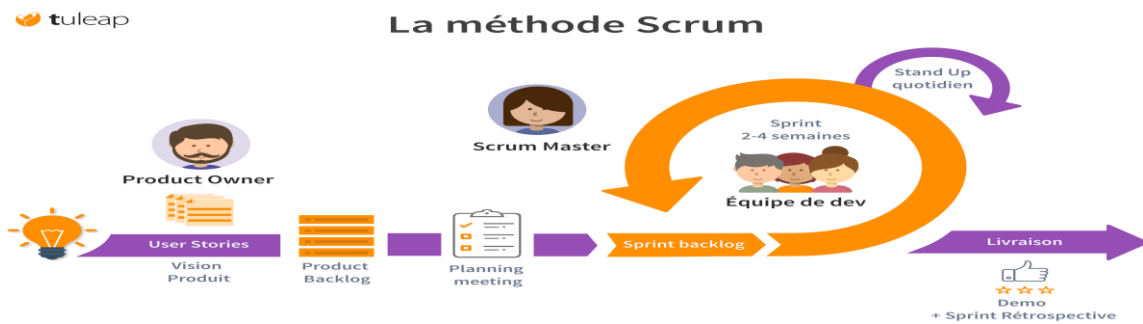 tuleap
La méthode Scrum
Stand Up
quotidien
Sprint
2-4 semaines
Scrum Master
Product Owner
Équipe de dev
User Stories
Sprint backlog
Livraison
Vision
Produit
Product
Backlog
Planning
meeting
Demo
+ Sprint Rétrospective